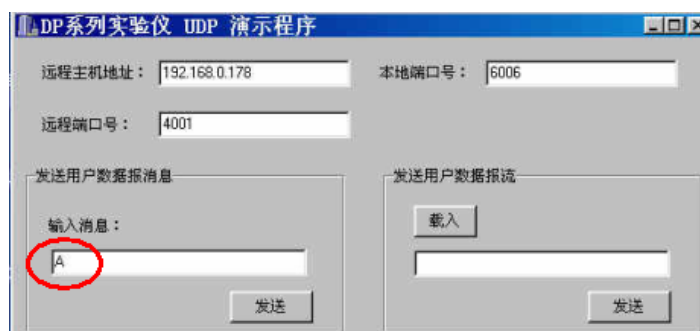 DP系列实验仪 UDP 演示程序
远程主机地址： 192.168.0.178 本地端口号： 6006
远程端口号： 4001
发送用户数据报消息 发送用户数据报流
载入
输入消息：
A
发送 发送